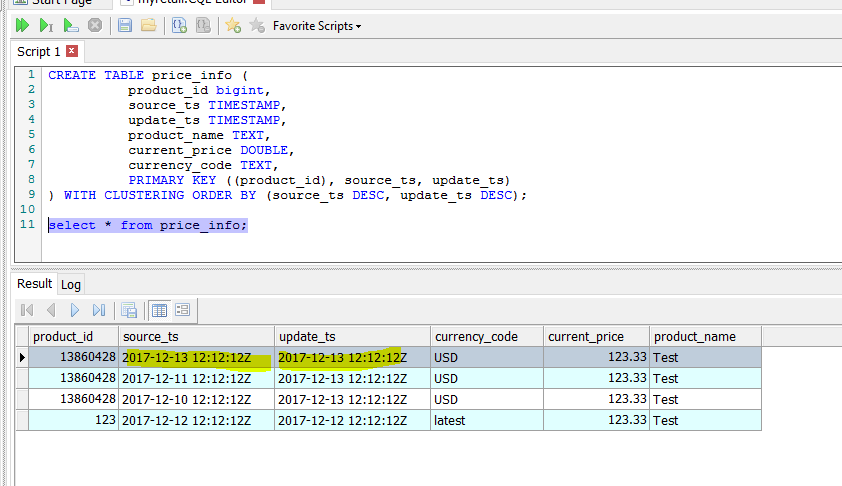 Start Page myretail.CQL Editor
Favorite Scripts
Script 1
1 CREATE TABLE price_info (
2 product_id bigint,
3 source_ts TIMESTAMP,
4 update_ts TIMESTAMP,
5 product_name TEXT,
6 current_price DOUBLE,
7 currency_code TEXT,
8 PRIMARY KEY ((product_id), source_ts, update_ts)
9 ) WITH CLUSTERING ORDER BY (source_ts DESC, update_ts DESC);
10
11 select * from price_info;
Result Log
product_id source_ts update_ts currency_code current_price product_name
13860428 2017-12-13 12:12:12Z 2017-12-13 12:12:12Z USD 123.33 Test
13860428 2017-12-11 12:12:12Z 2017-12-13 12:12:12Z USD 123.33 Test
13860428 2017-12-10 12:12:12Z 2017-12-13 12:12:12Z USD 123.33 Test
123 2017-12-12 12:12:12Z 2017-12-12 12:12:12Z latest 123.33 Test